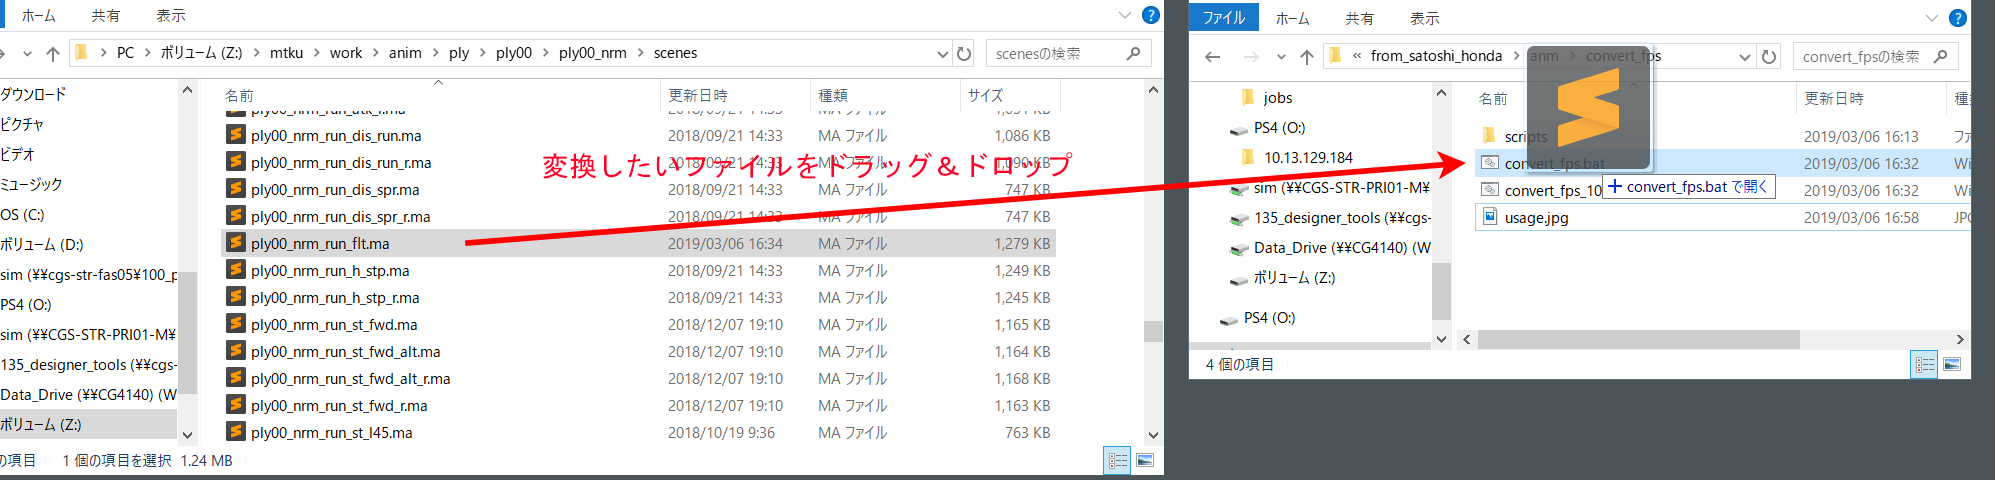 ホーム 共有 表示
PC ボリューム (Z:) mtku work anim ply ply00 ply00_nrm scenes scenesの検索
ダウンロード
ピクチャ
ビデオ
ミュージック
OS (C:)
ボリューム (D:)
sim (¥¥cgs-str-fas05¥100_p
PS4 (O:)
sim (¥¥CGS-STR-PRI01-M¥
135_designer_tools (¥¥cgs-
Data_Drive (¥¥CG4140) (W
ボリューム (Z:)
名前 更新日時 種類 サイズ
ply00_nrm_run_dis_run.ma 2018/09/21 14:33 MA ファイル 1,086 KB
ply00_nrm_run_dis_run_r.ma 2018/09/21 14:33 MA ファイル 1,090 KB
ply00_nrm_run_dis_spr.ma 2018/09/21 14:33 MA ファイル 747 KB
ply00_nrm_run_dis_spr_r.ma 2018/09/21 14:33 MA ファイル 747 KB
ply00_nrm_run_flt.ma 2019/03/06 16:34 MA ファイル 1,279 KB
ply00_nrm_run_h_stp.ma 2018/09/21 14:33 MA ファイル 1,249 KB
ply00_nrm_run_h_stp_r.ma 2018/09/21 14:33 MA ファイル 1,245 KB
ply00_nrm_run_st_fwd.ma 2018/12/07 19:10 MA ファイル 1,165 KB
ply00_nrm_run_st_fwd_alt.ma 2018/12/07 19:10 MA ファイル 1,164 KB
ply00_nrm_run_st_fwd_alt_r.ma 2018/12/07 19:10 MA ファイル 1,168 KB
ply00_nrm_run_st_fwd_r.ma 2018/12/07 19:10 MA ファイル 1,163 KB
ply00_nrm_run_st_l45.ma 2018/10/19 9:36 MA ファイル 763 KB
の項目 1 個の項目を選択 1.24 MB
変換したいファイルをドラッグ＆ドロップ
ファイル ホーム 共有 表示
« from_satoshi_honda anm convert_fps convert_fpsの検索
jobs
PS4 (O:)
10.13.129.184
sim (¥¥CGS-STR-PRI01-M¥
135_designer_tools (¥¥cgs-
Data_Drive (¥¥CG4140) (W
ボリューム (Z:)
PS4 (O:)
名前 更新日時
scripts 2019/03/06 16:13
convert_fps.bat 2019/03/06 16:32 Wi
convert_fps_10 2019/03/06 16:32 Wi
convert_fps.bat で開く
usage.jpg 2019/03/06 16:58 JPG
4 個の項目